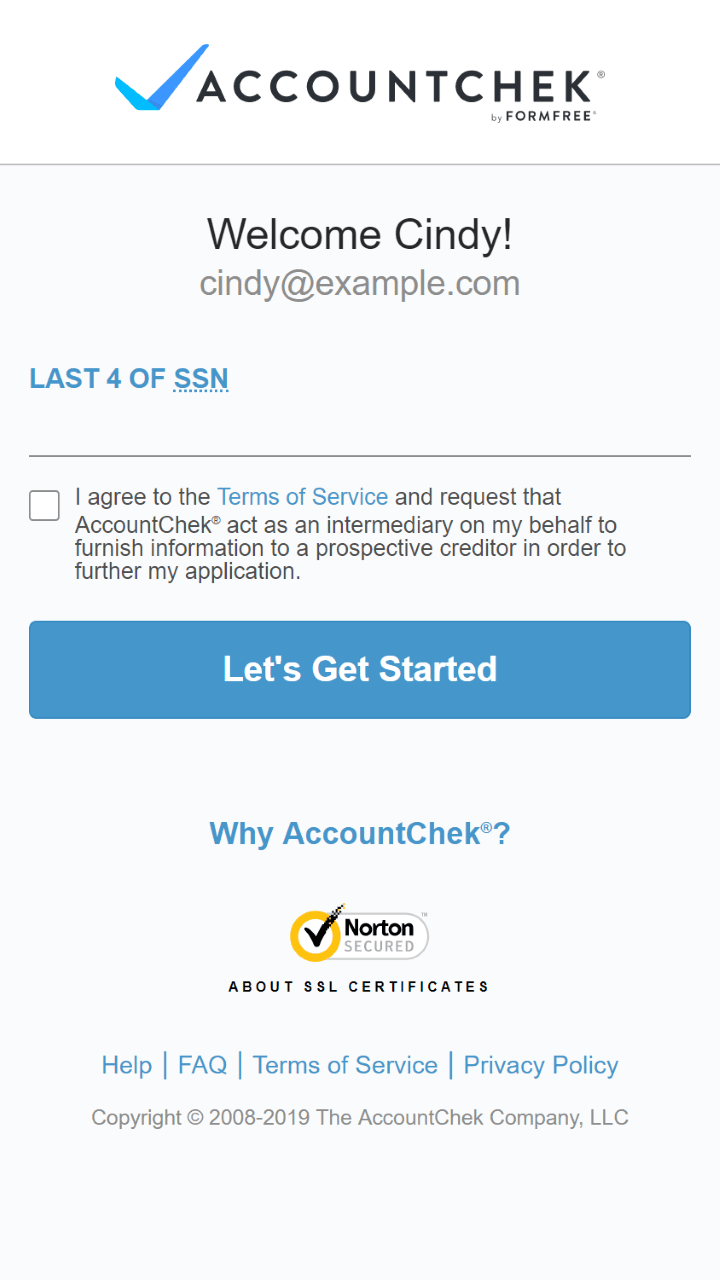 ACCOUNTCHEK®
by FORMFREE®
Welcome Cindy!
cindy@example.com
LAST 4 OF SSN
I agree to the Terms of Service and request that
AccountChek® act as an intermediary on my behalf to
furnish information to a prospective creditor in order to
further my application.
Let's Get Started
Why AccountChek®?
Norton™
SECURED
ABOUT SSL CERTIFICATES
Help | FAQ | Terms of Service | Privacy Policy
Copyright © 2008-2019 The AccountChek Company, LLC